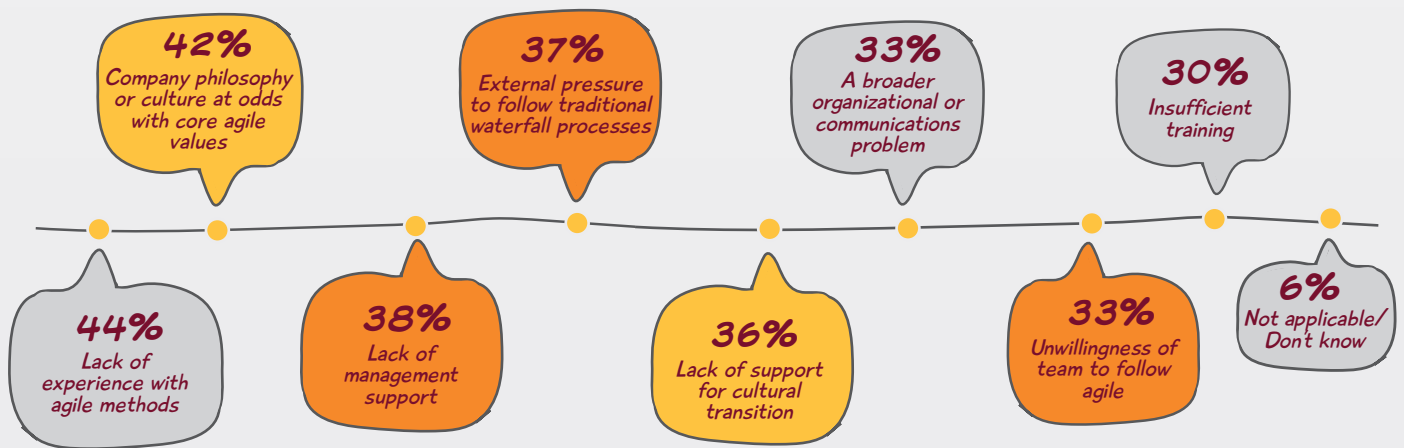 44%
Lack of
experience with
agile methods
42%
Company philosophy
or culture at odds
with core agile
values
38%
Lack of
management
support
37%
External pressure
to follow traditional
waterfall processes
36%
Lack of support
for cultural
transition
33%
A broader
organizational or
communications
problem
33%
Unwillingness of
team to follow
agile
30%
Insufficient
training
6%
Not applicable/
Don't know